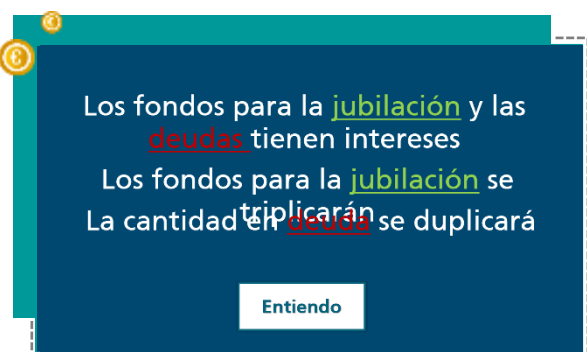 Los fondos para la jubilación y las
deudas tienen intereses
Los fondos para la jubilación se
triplicarán
La cantidad en deuda se duplicará
Entiendo